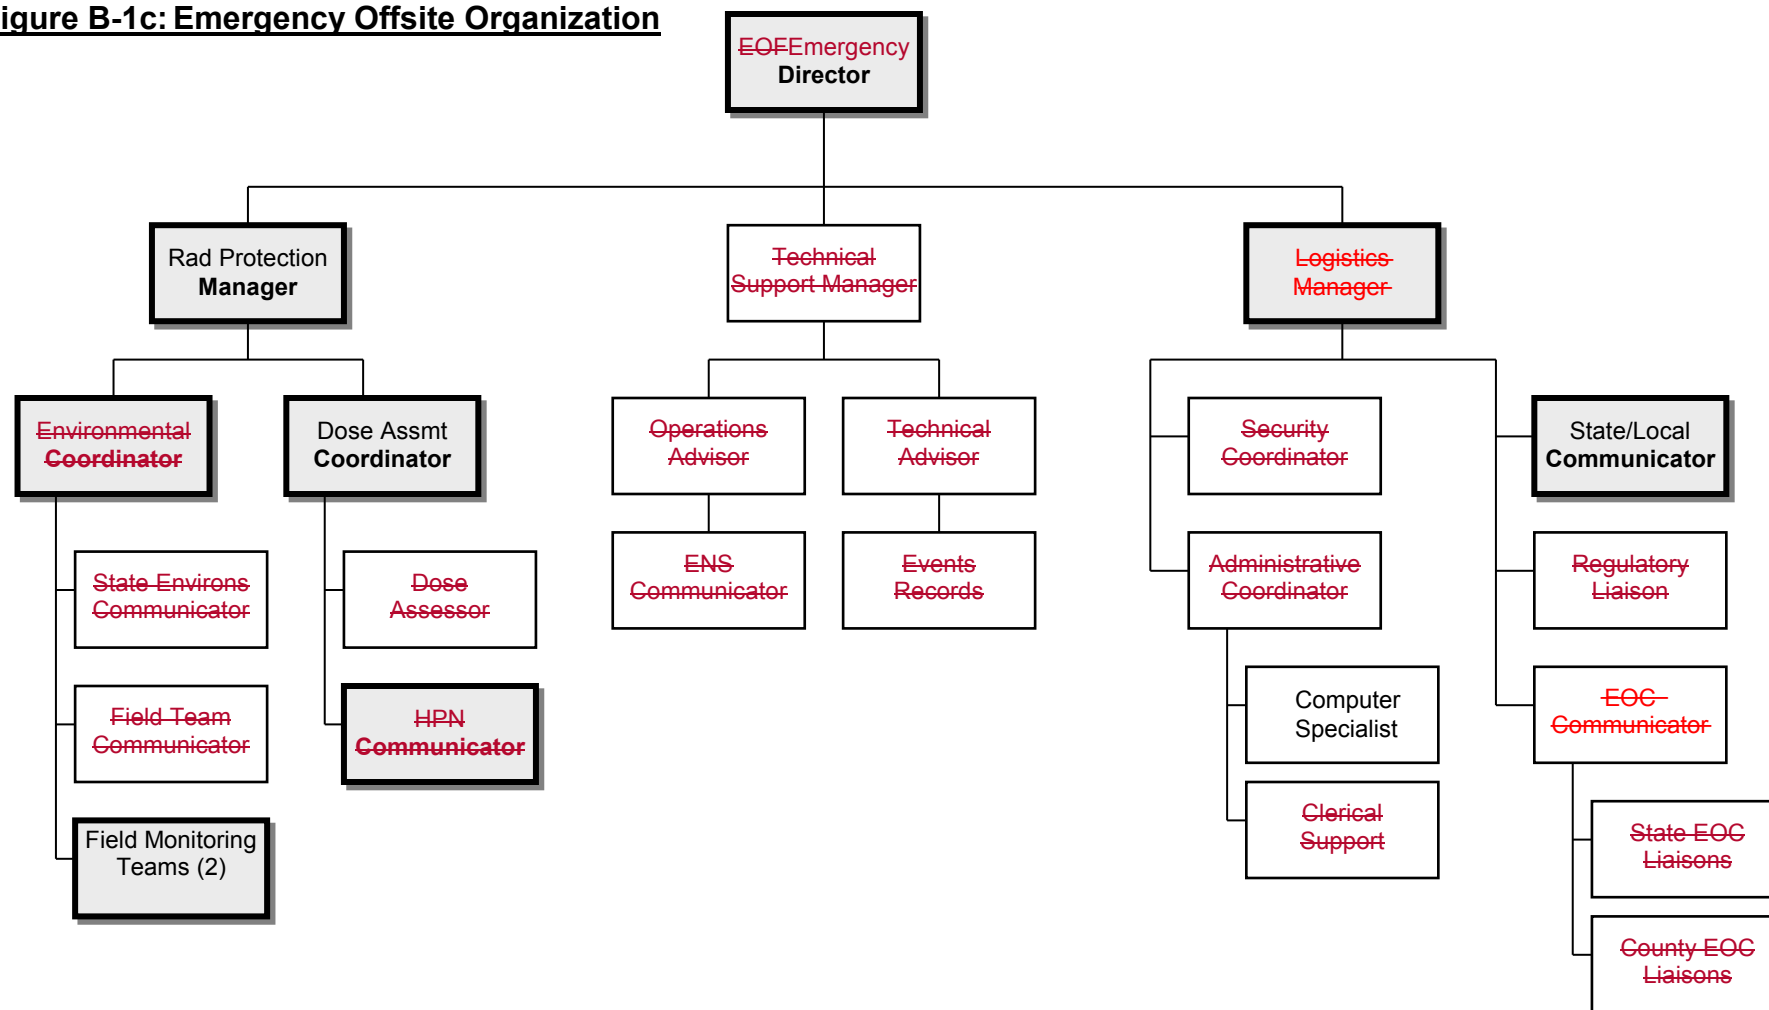 igure B-1c: Emergency Offsite Organization
EOFEmergency
Director
Rad Protection
Manager
Technical
Support Manager
Logistics
Manager
Environmental
Coordinator
Dose Assmt
Coordinator
Operations
Advisor
Technical
Advisor
Security
Coordinator
State/Local
Communicator
State Environs
Communicator
Dose
Assessor
ENS
Communicator
Events
Records
Administrative
Coordinator
Regulatory
Liaison
Field Team
Communicator
HPN
Communicator
Computer
Specialist
EOC
Communicator
Field Monitoring
Teams (2)
Clerical
Support
State EOC
Liaisons
County EOC
Liaisons